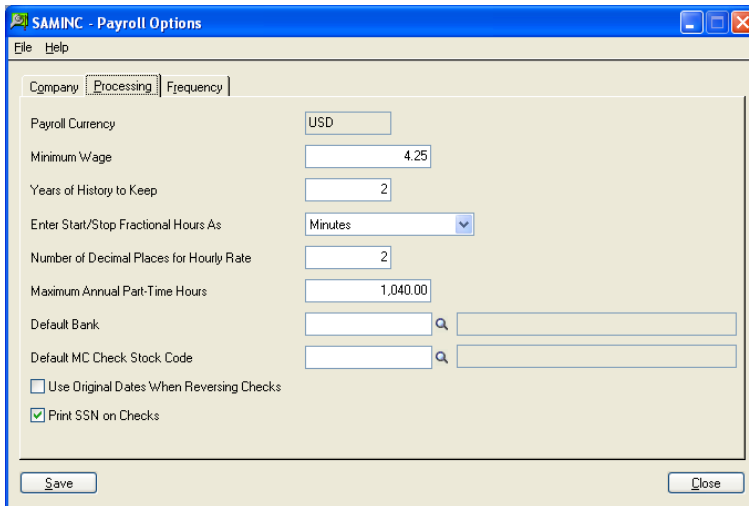 SAMINC - Payroll Options
File Help
Company Processing Frequency
Payroll Currency USD
Minimum Wage 4.25
Years of History to Keep 2
Enter Start/Stop Fractional Hours As Minutes
Number of Decimal Places for Hourly Rate 2
Maximum Annual Part-Time Hours 1,040.00
Default Bank
Default MC Check Stock Code
Use Original Dates When Reversing Checks
Print SSN on Checks
Save Close